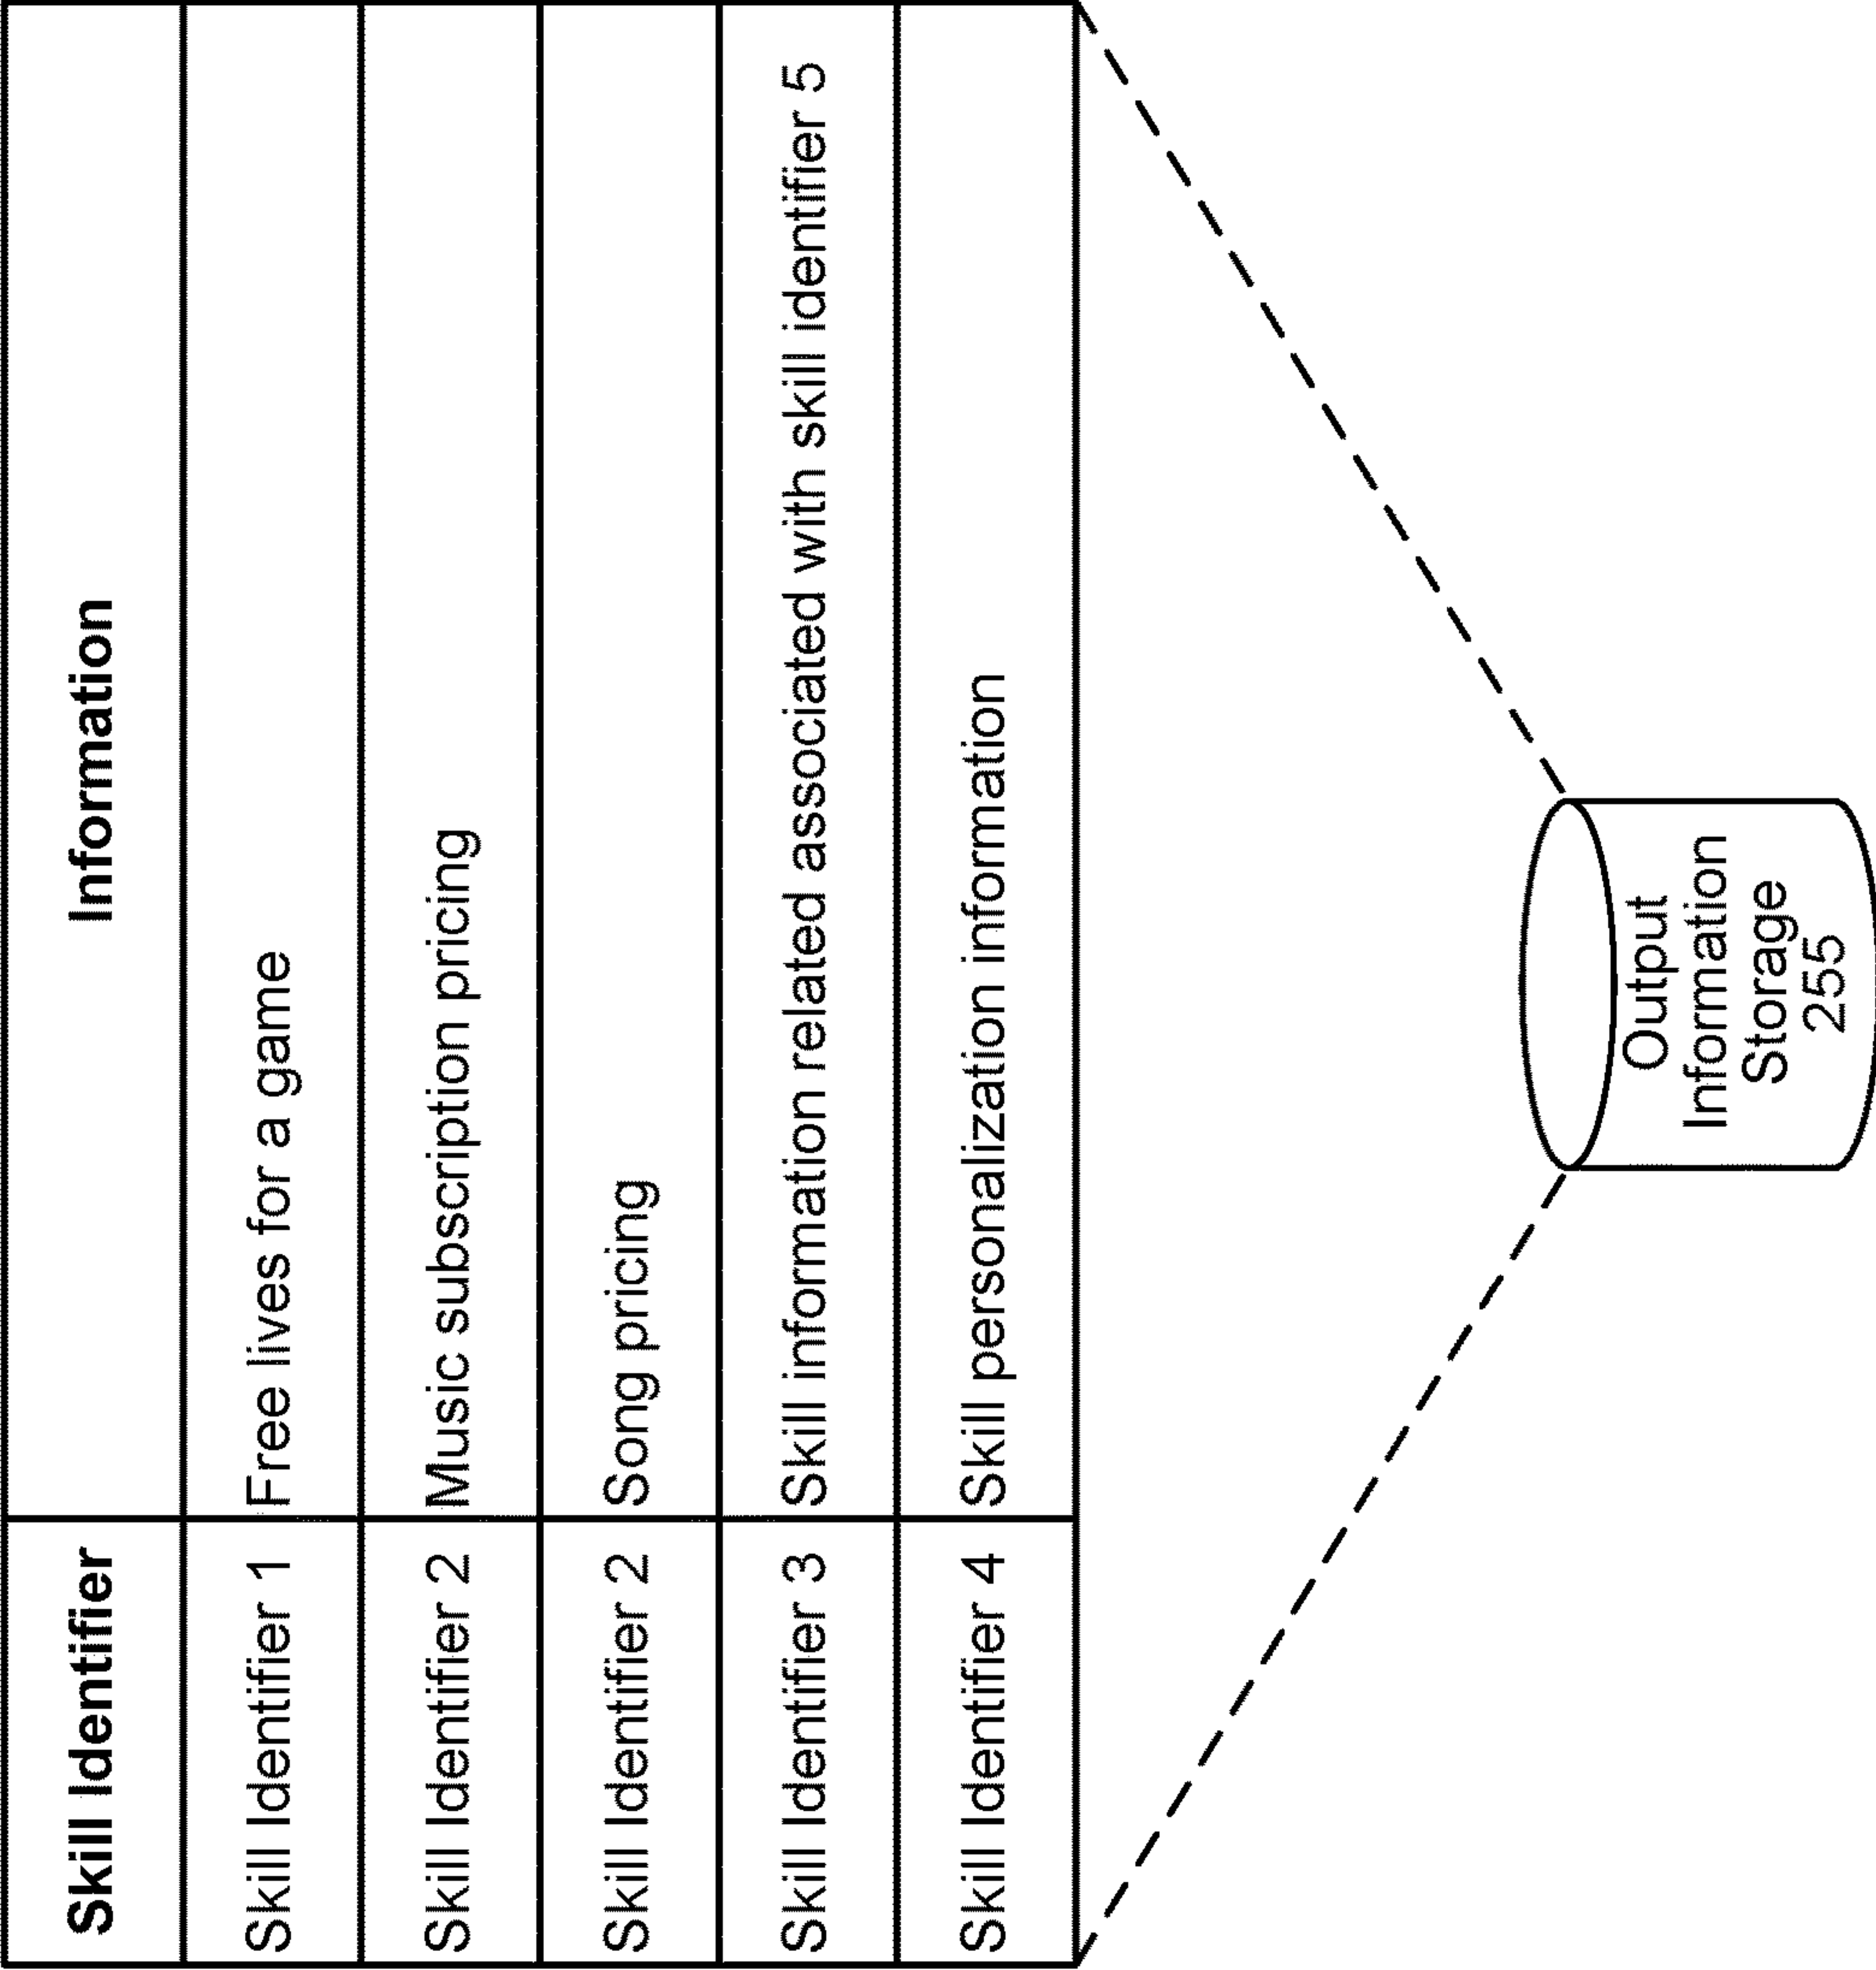 Skill Identifier Information
Skill Identifier 1 Free lives for a game
Skill Identifier 2 Music subscription pricing
Skill Identifier 2 Song pricing
Skill Identifier 3 Skill information related associated with skill identifier 5
Skill Identifier 4 Skill personalization information
Output
Information
Storage
255